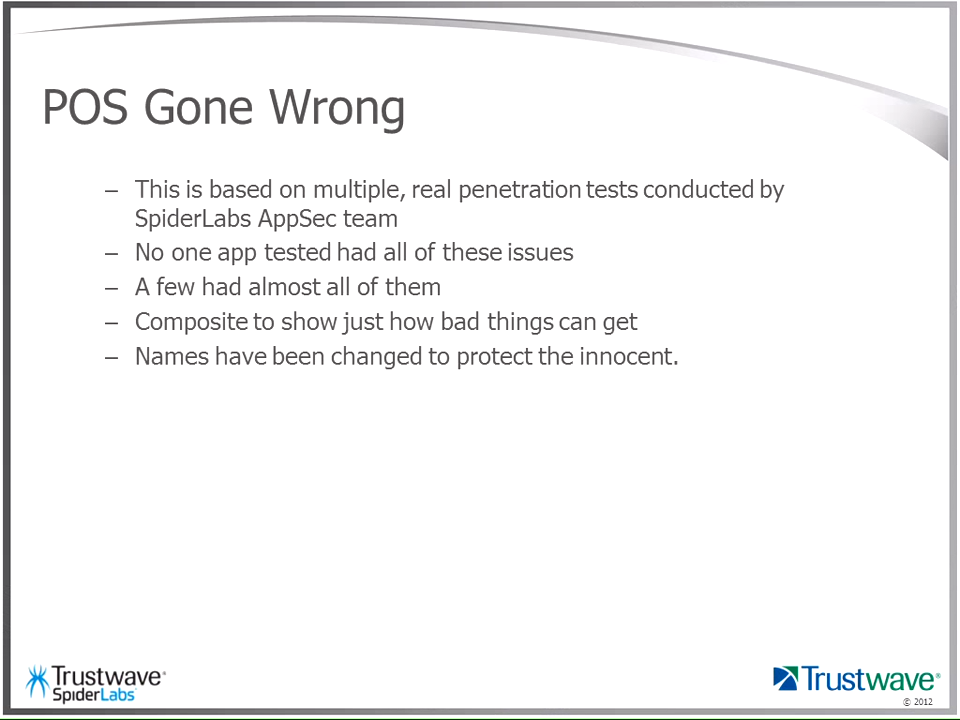 POS Gone Wrong
– This is based on multiple, real penetration tests conducted by
SpiderLabs AppSec team
– No one app tested had all of these issues
– A few had almost all of them
– Composite to show just how bad things can get
– Names have been changed to protect the innocent.
Trustwave®
SpiderLabs®
Trustwave®
© 2012